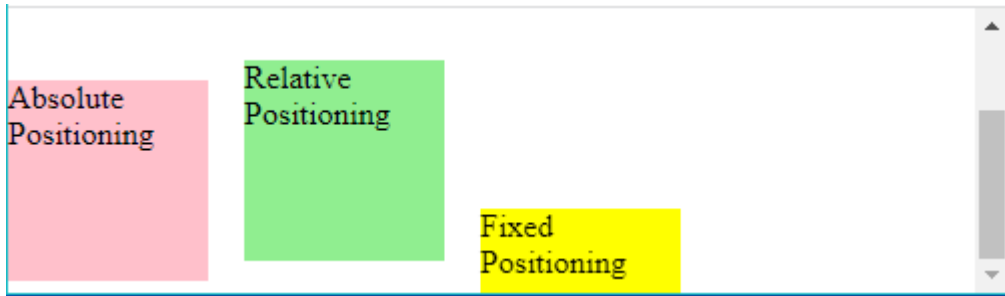 Absolute
Positioning
Relative
Positioning
Fixed
Positioning